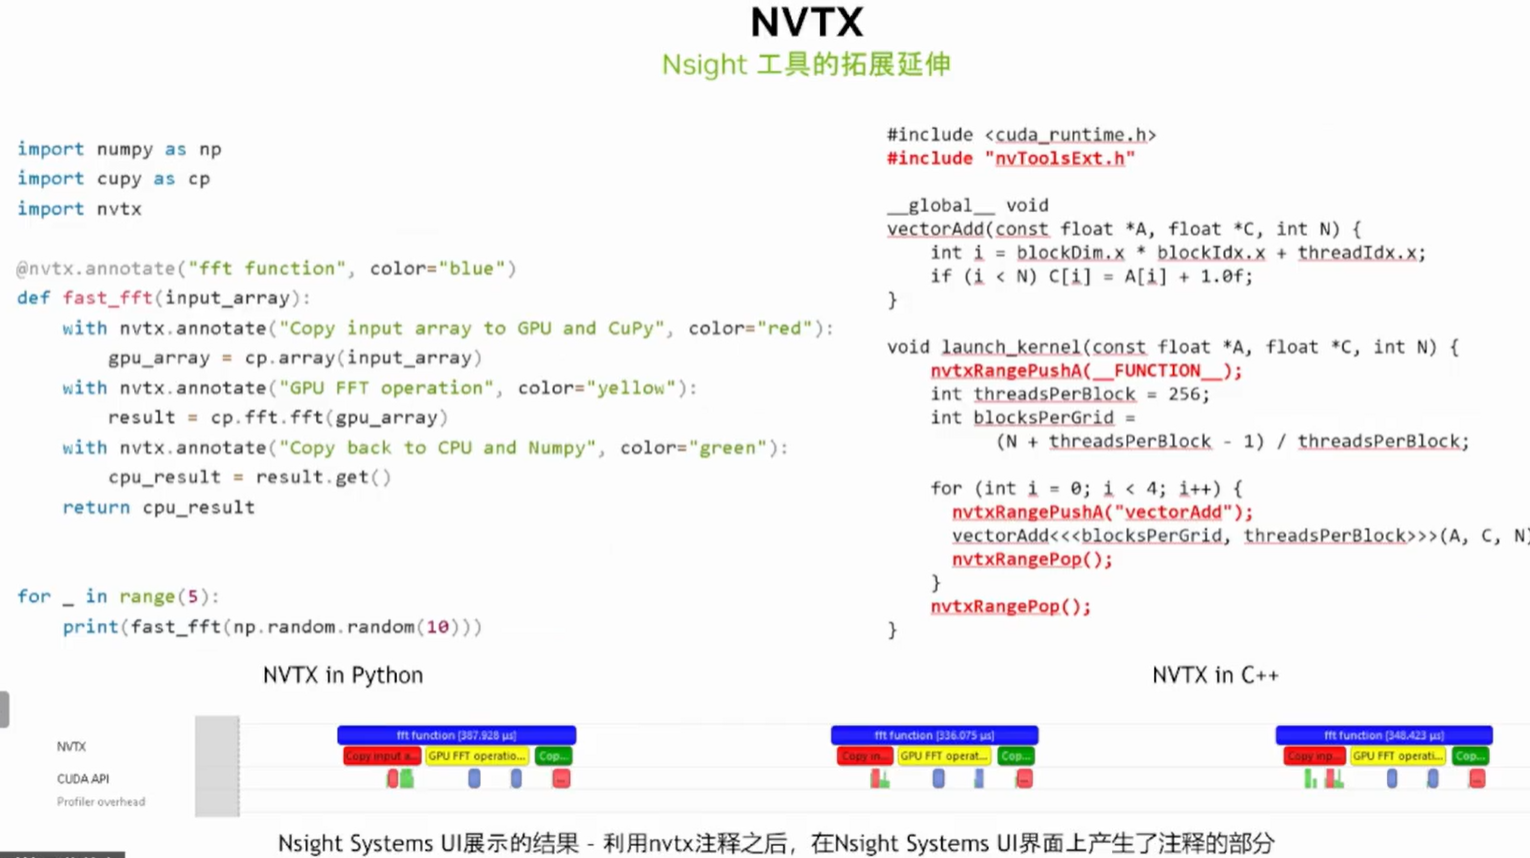 NVTX
Nsight 工具的拓展延伸
import numpy as np
import cupy as cp
import nvtx
@nvtx.annotate("fft function", color="blue")
def fast_fft(input_array):
    with nvtx.annotate("Copy input array to GPU and CuPy", color="red"):
        gpu_array = cp.array(input_array)
    with nvtx.annotate("GPU FFT operation", color="yellow"):
        result = cp.fft.fft(gpu_array)
    with nvtx.annotate("Copy back to CPU and Numpy", color="green"):
        cpu_result = result.get()
    return cpu_result
for _ in range(5):
    print(fast_fft(np.random.random(10)))
NVTX in Python
#include <cuda_runtime.h>
#include "nvToolsExt.h"
__global__ void
vectorAdd(const float *A, float *C, int N) {
    int i = blockDim.x * blockIdx.x + threadIdx.x;
    if (i < N) C[i] = A[i] + 1.0f;
}
void launch_kernel(const float *A, float *C, int N) {
    nvtxRangePushA(__FUNCTION__);
    int threadsPerBlock = 256;
    int blocksPerGrid =
          (N + threadsPerBlock - 1) / threadsPerBlock;
    for (int i = 0; i < 4; i++) {
      nvtxRangePushA("vectorAdd");
      vectorAdd<<<blocksPerGrid, threadsPerBlock>>>(A, C, N)
      nvtxRangePop();
    }
    nvtxRangePop();
}
NVTX in C++
fft function [387.928 μs] fft function [336.075 μs] fft function [348.423 μs]
NVTX
Copy input a... GPU FFT operatio... Cop... Copy in... GPU FFT operat... Cop... Copy inp... GPU FFT operati... Cop...
CUDA API
Profiler overhead
Nsight Systems UI展示的结果 - 利用nvtx注释之后，在Nsight Systems UI界面上产生了注释的部分